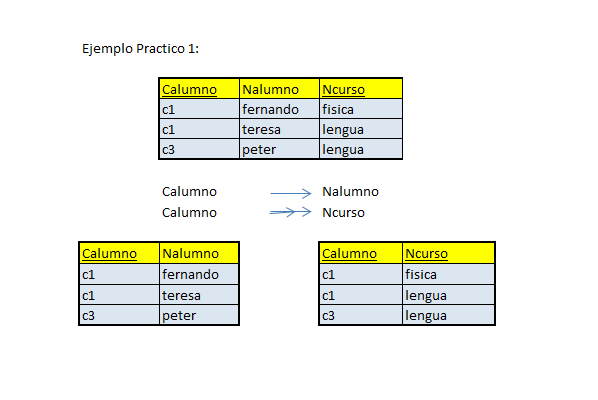 Ejemplo Practico 1:
Calumno Nalumno Ncurso
c1 fernando fisica
c1 teresa lengua
c3 peter lengua
Calumno Nalumno
Calumno Ncurso
Calumno Nalumno Calumno Ncurso
c1 fernando c1 fisica
c1 teresa c1 lengua
c3 peter c3 lengua